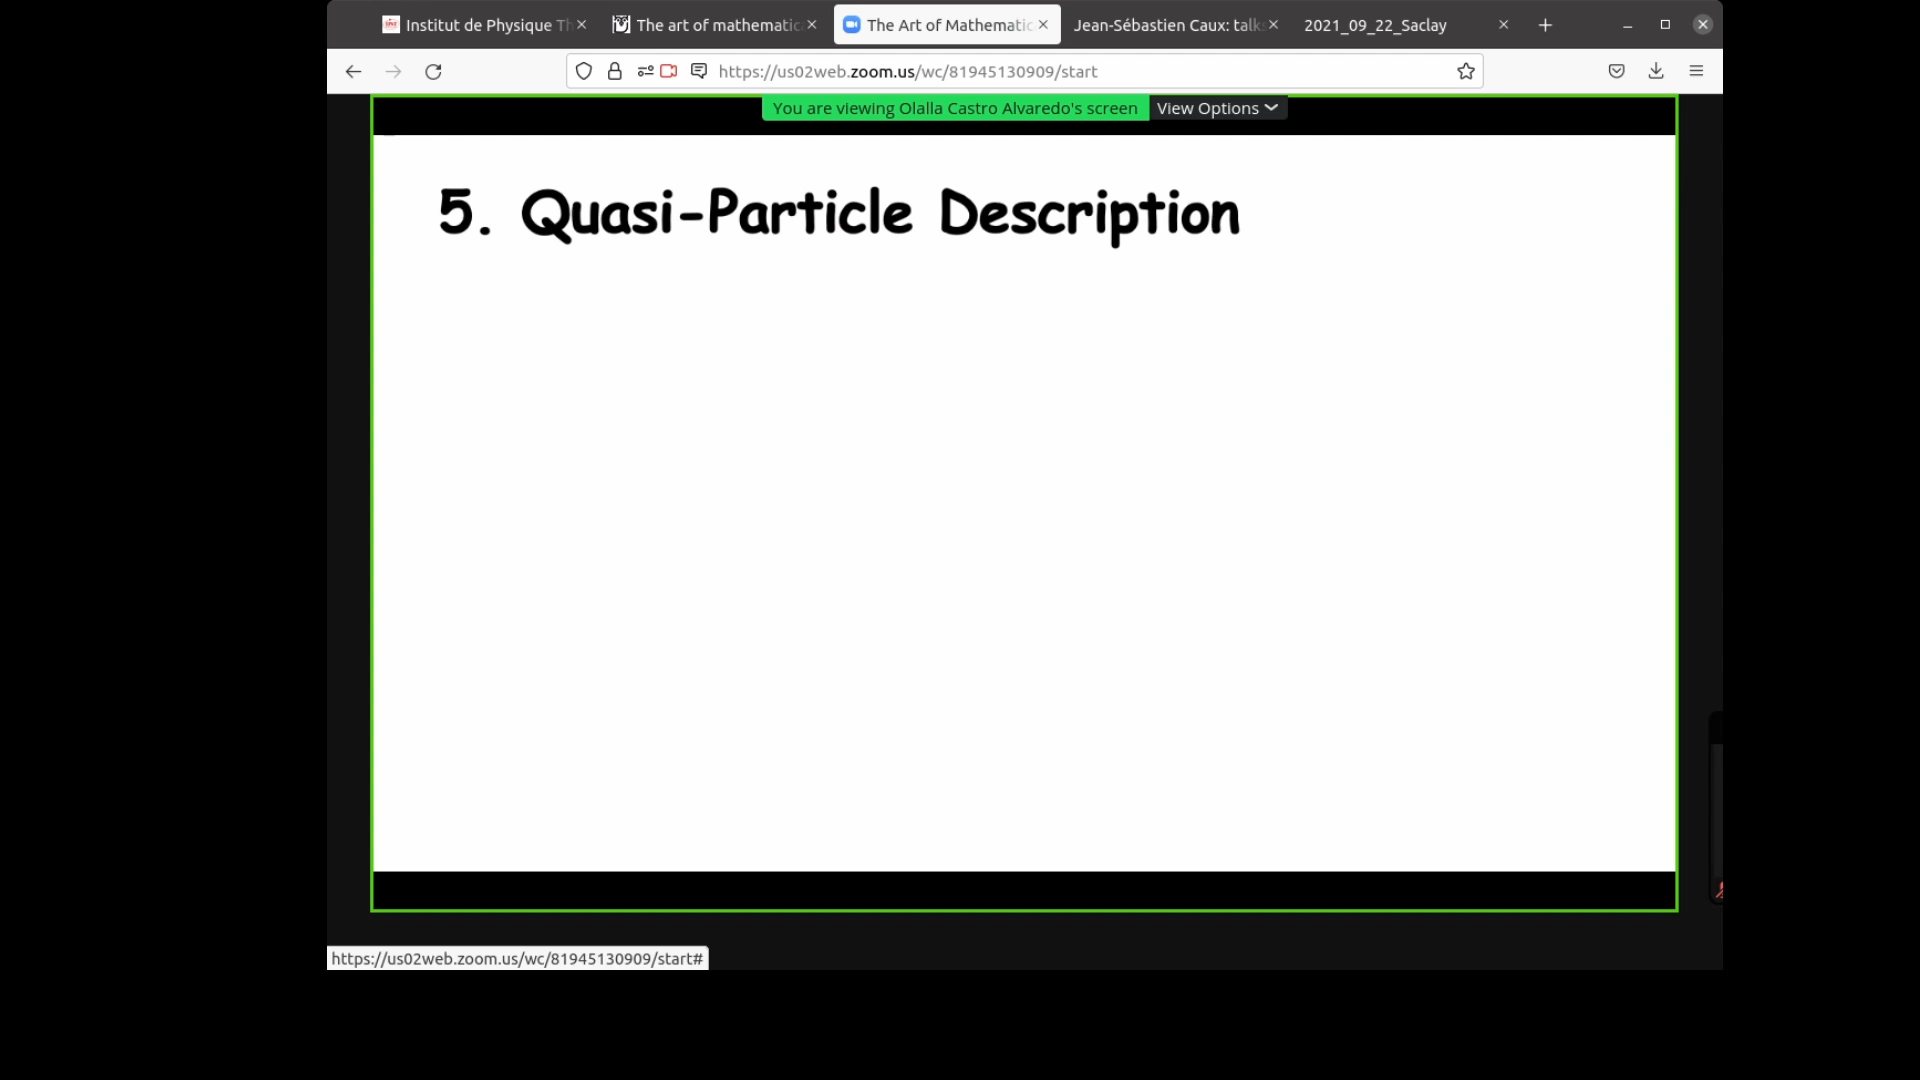 Institut de Physique Th
The art of mathematica
The Art of Mathematic
Jean-Sébastien Caux: talks
2021_09_22_Saclay
https://us02web.zoom.us/wc/81945130909/start
You are viewing Olalla Castro Alvaredo's screen
View Options
5. Quasi-Particle Description
https://us02web.zoom.us/wc/81945130909/start#